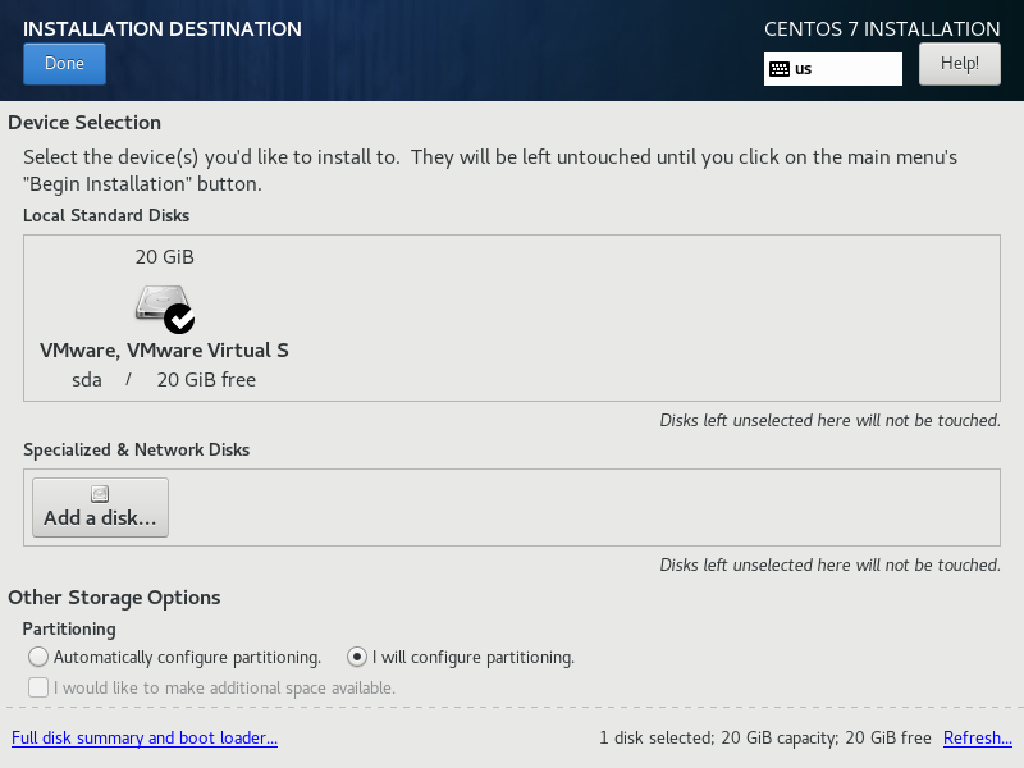 INSTALLATION DESTINATION
CENTOS 7 INSTALLATION
Done
us
Help!
Device Selection
Select the device(s) you'd like to install to.  They will be left untouched until you click on the main menu's
"Begin Installation" button.
Local Standard Disks
20 GiB
VMware, VMware Virtual S
sda / 20 GiB free
Disks left unselected here will not be touched.
Specialized & Network Disks
Add a disk...
Disks left unselected here will not be touched.
Other Storage Options
Partitioning
Automatically configure partitioning. I will configure partitioning.
I would like to make additional space available.
Full disk summary and boot loader... 1 disk selected; 20 GiB capacity; 20 GiB free Refresh...